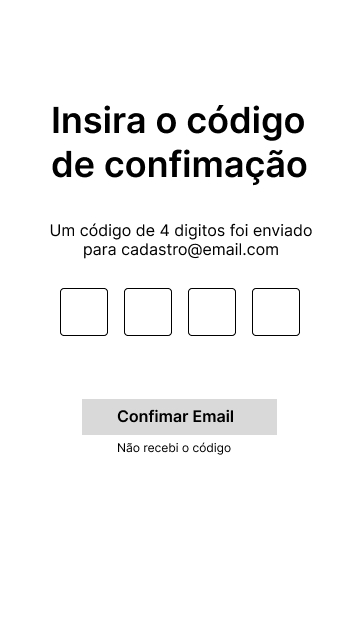 Insira o código
de confimação
Um código de 4 digitos foi enviado
para cadastro@email.com
Confimar Email
Não recebi o código